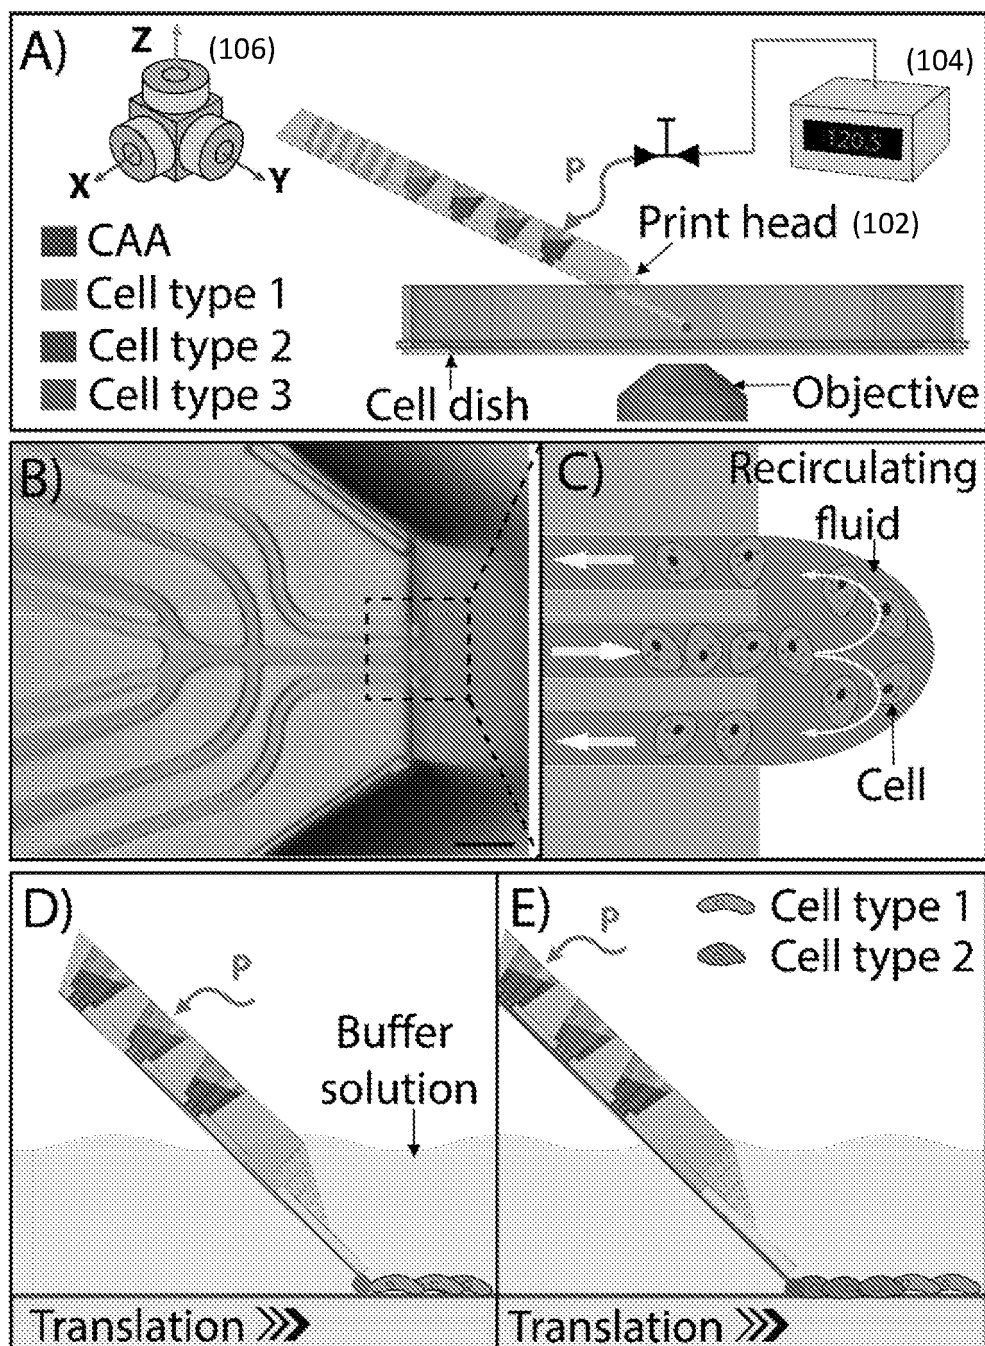 A)
Z
(106)
X
Y
(104)
120.5
P
Print head (102)
CAA
Cell type 1
Cell type 2
Cell type 3
Cell dish
Objective
B)
C)
Recirculating
fluid
Cell
D)
P
Buffer
solution
Translation
E)
P
Cell type 1
Cell type 2
Translation